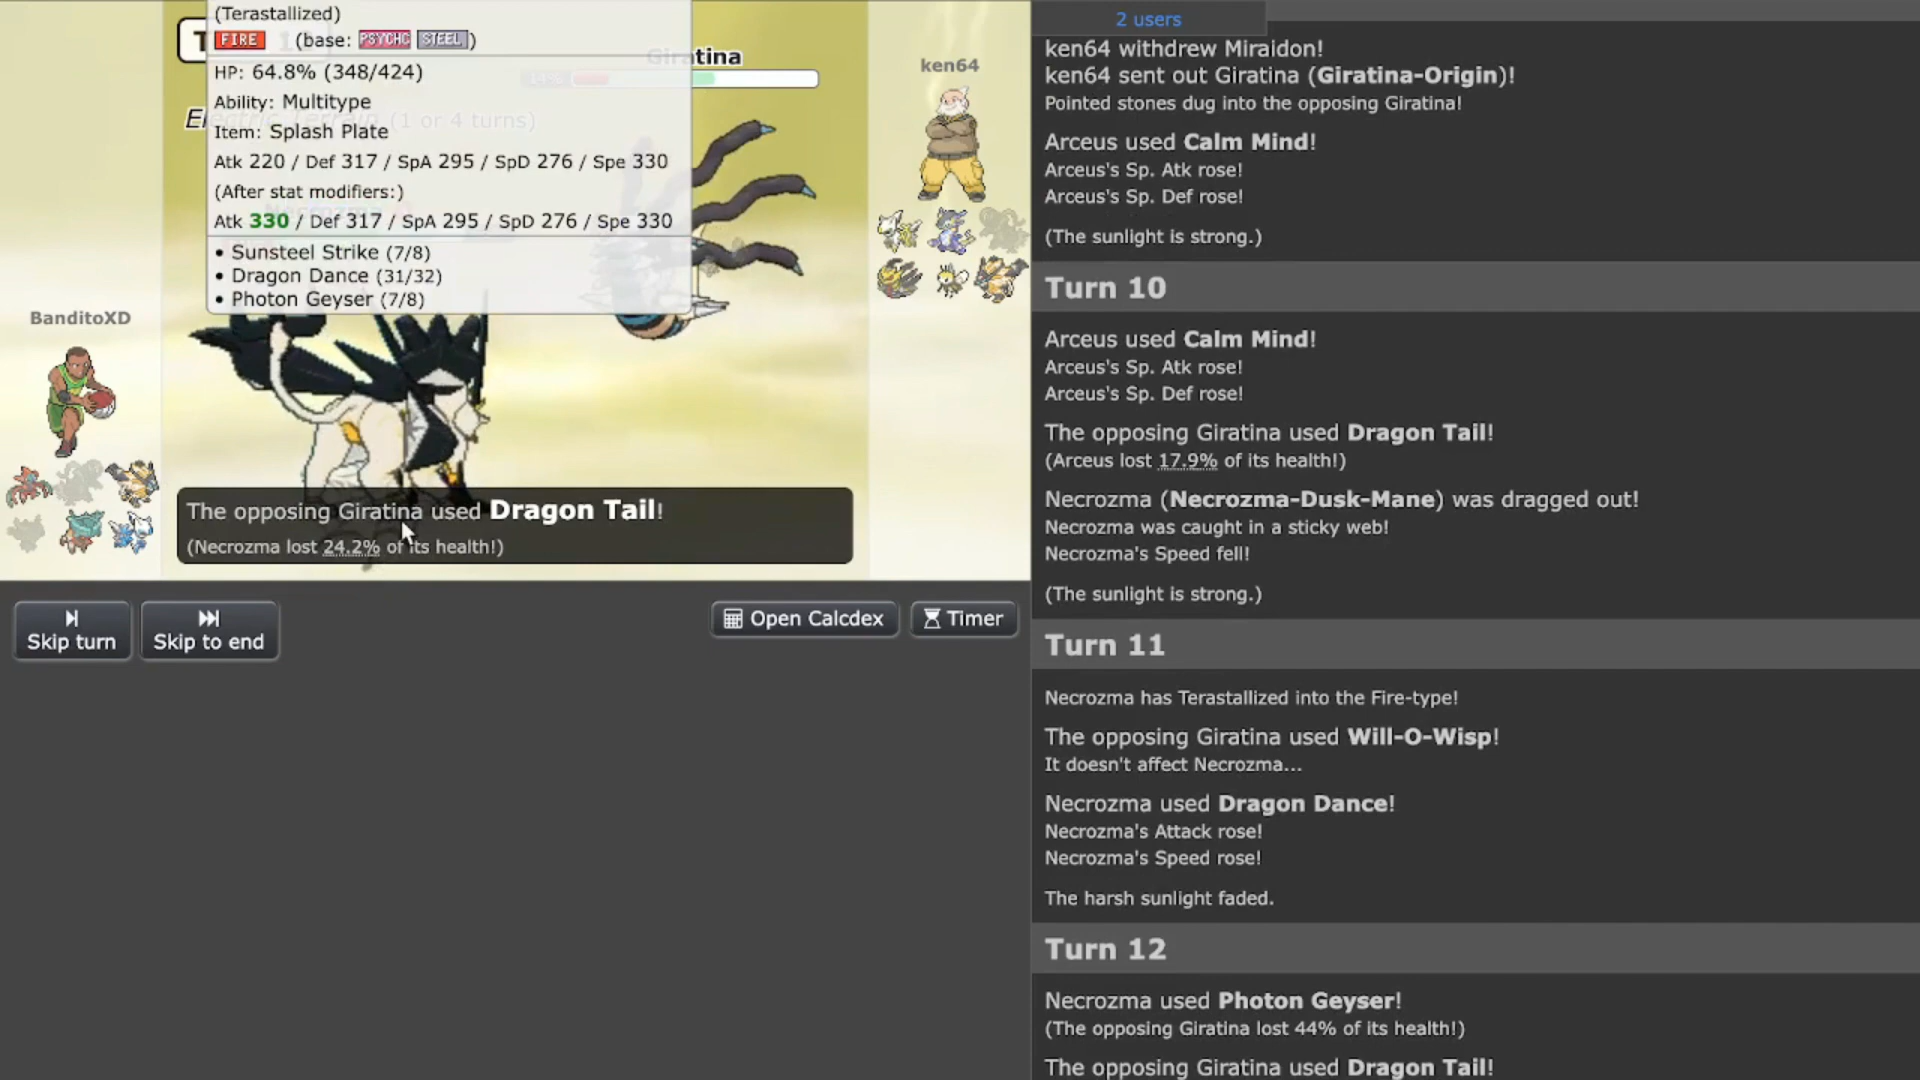 (Terastallized)
FIRE (base: PSYCHC STEEL)
HP: 64.8% (348/424)
Ability: Multitype
Item: Splash Plate
Atk 220 / Def 317 / SpA 295 / SpD 276 / Spe 330
(After stat modifiers:)
Atk 330 / Def 317 / SpA 295 / SpD 276 / Spe 330
• Sunsteel Strike (7/8)
• Dragon Dance (31/32)
• Photon Geyser (7/8)
Giratina
Electric Terrain (1 or 4 turns)
BanditoXD
ken64
The opposing Giratina used Dragon Tail!
(Necrozma lost 24.2% of its health!)
Skip turn
Skip to end
Open Calcdex
Timer
2 users
ken64 withdrew Miraidon!
ken64 sent out Giratina (Giratina-Origin)!
Pointed stones dug into the opposing Giratina!
Arceus used Calm Mind!
Arceus's Sp. Atk rose!
Arceus's Sp. Def rose!
(The sunlight is strong.)
Turn 10
Arceus used Calm Mind!
Arceus's Sp. Atk rose!
Arceus's Sp. Def rose!
The opposing Giratina used Dragon Tail!
(Arceus lost 17.9% of its health!)
Necrozma (Necrozma-Dusk-Mane) was dragged out!
Necrozma was caught in a sticky web!
Necrozma's Speed fell!
(The sunlight is strong.)
Turn 11
Necrozma has Terastallized into the Fire-type!
The opposing Giratina used Will-O-Wisp!
It doesn't affect Necrozma...
Necrozma used Dragon Dance!
Necrozma's Attack rose!
Necrozma's Speed rose!
The harsh sunlight faded.
Turn 12
Necrozma used Photon Geyser!
(The opposing Giratina lost 44% of its health!)
The opposing Giratina used Dragon Tail!